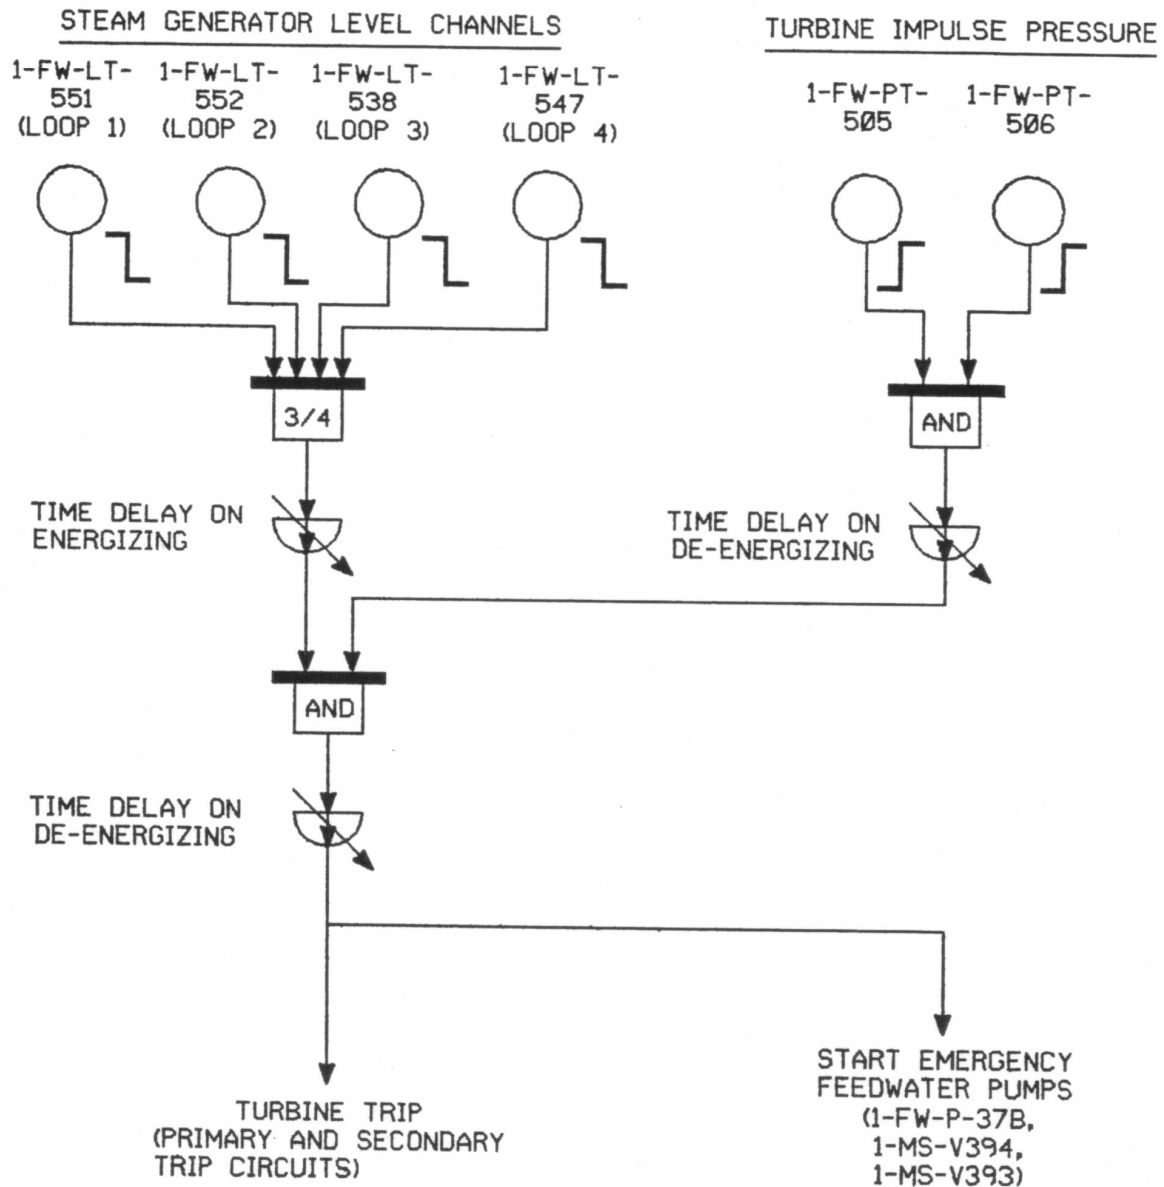 STEAM GENERATOR LEVEL CHANNELS
TURBINE IMPULSE PRESSURE
1-FW-LT-
551
(LOOP 1)
1-FW-LT-
552
(LOOP 2)
1-FW-LT-
538
(LOOP 3)
1-FW-LT-
547
(LOOP 4)
1-FW-PT-
505
1-FW-PT-
506
3/4
AND
TIME DELAY ON
ENERGIZING
TIME DELAY ON
DE-ENERGIZING
AND
TIME DELAY ON
DE-ENERGIZING
TURBINE TRIP
(PRIMARY AND SECONDARY
TRIP CIRCUITS)
START EMERGENCY
FEEDWATER PUMPS
(1-FW-P-37B,
1-MS-V394,
1-MS-V393)